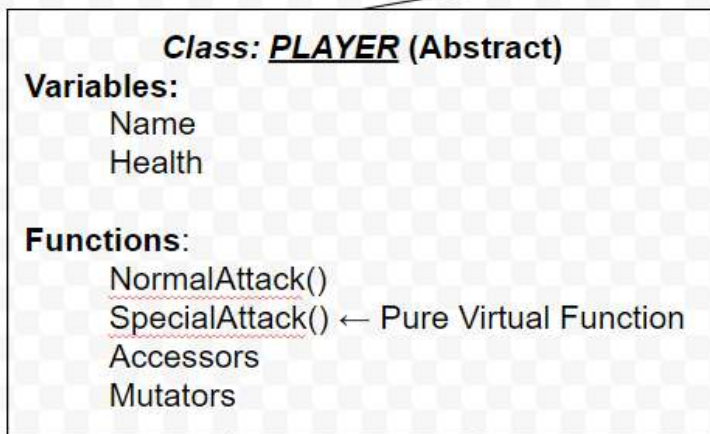 Class: PLAYER (Abstract)
Variables:
Name
Health
Functions:
NormalAttack()
SpecialAttack() ← Pure Virtual Function
Accessors
Mutators